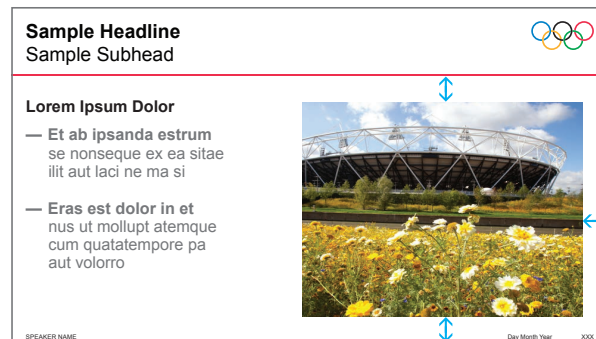 Sample Headline
Sample Subhead
Lorem Ipsum Dolor
— Et ab ipsanda estrum
se nonseque ex ea sitae
ilit aut laci ne ma si
— Eras est dolor in et
nus ut mollupt atemque
cum quatatempore pa
aut volorro
SPEAKER NAME
Day Month Year
XXX